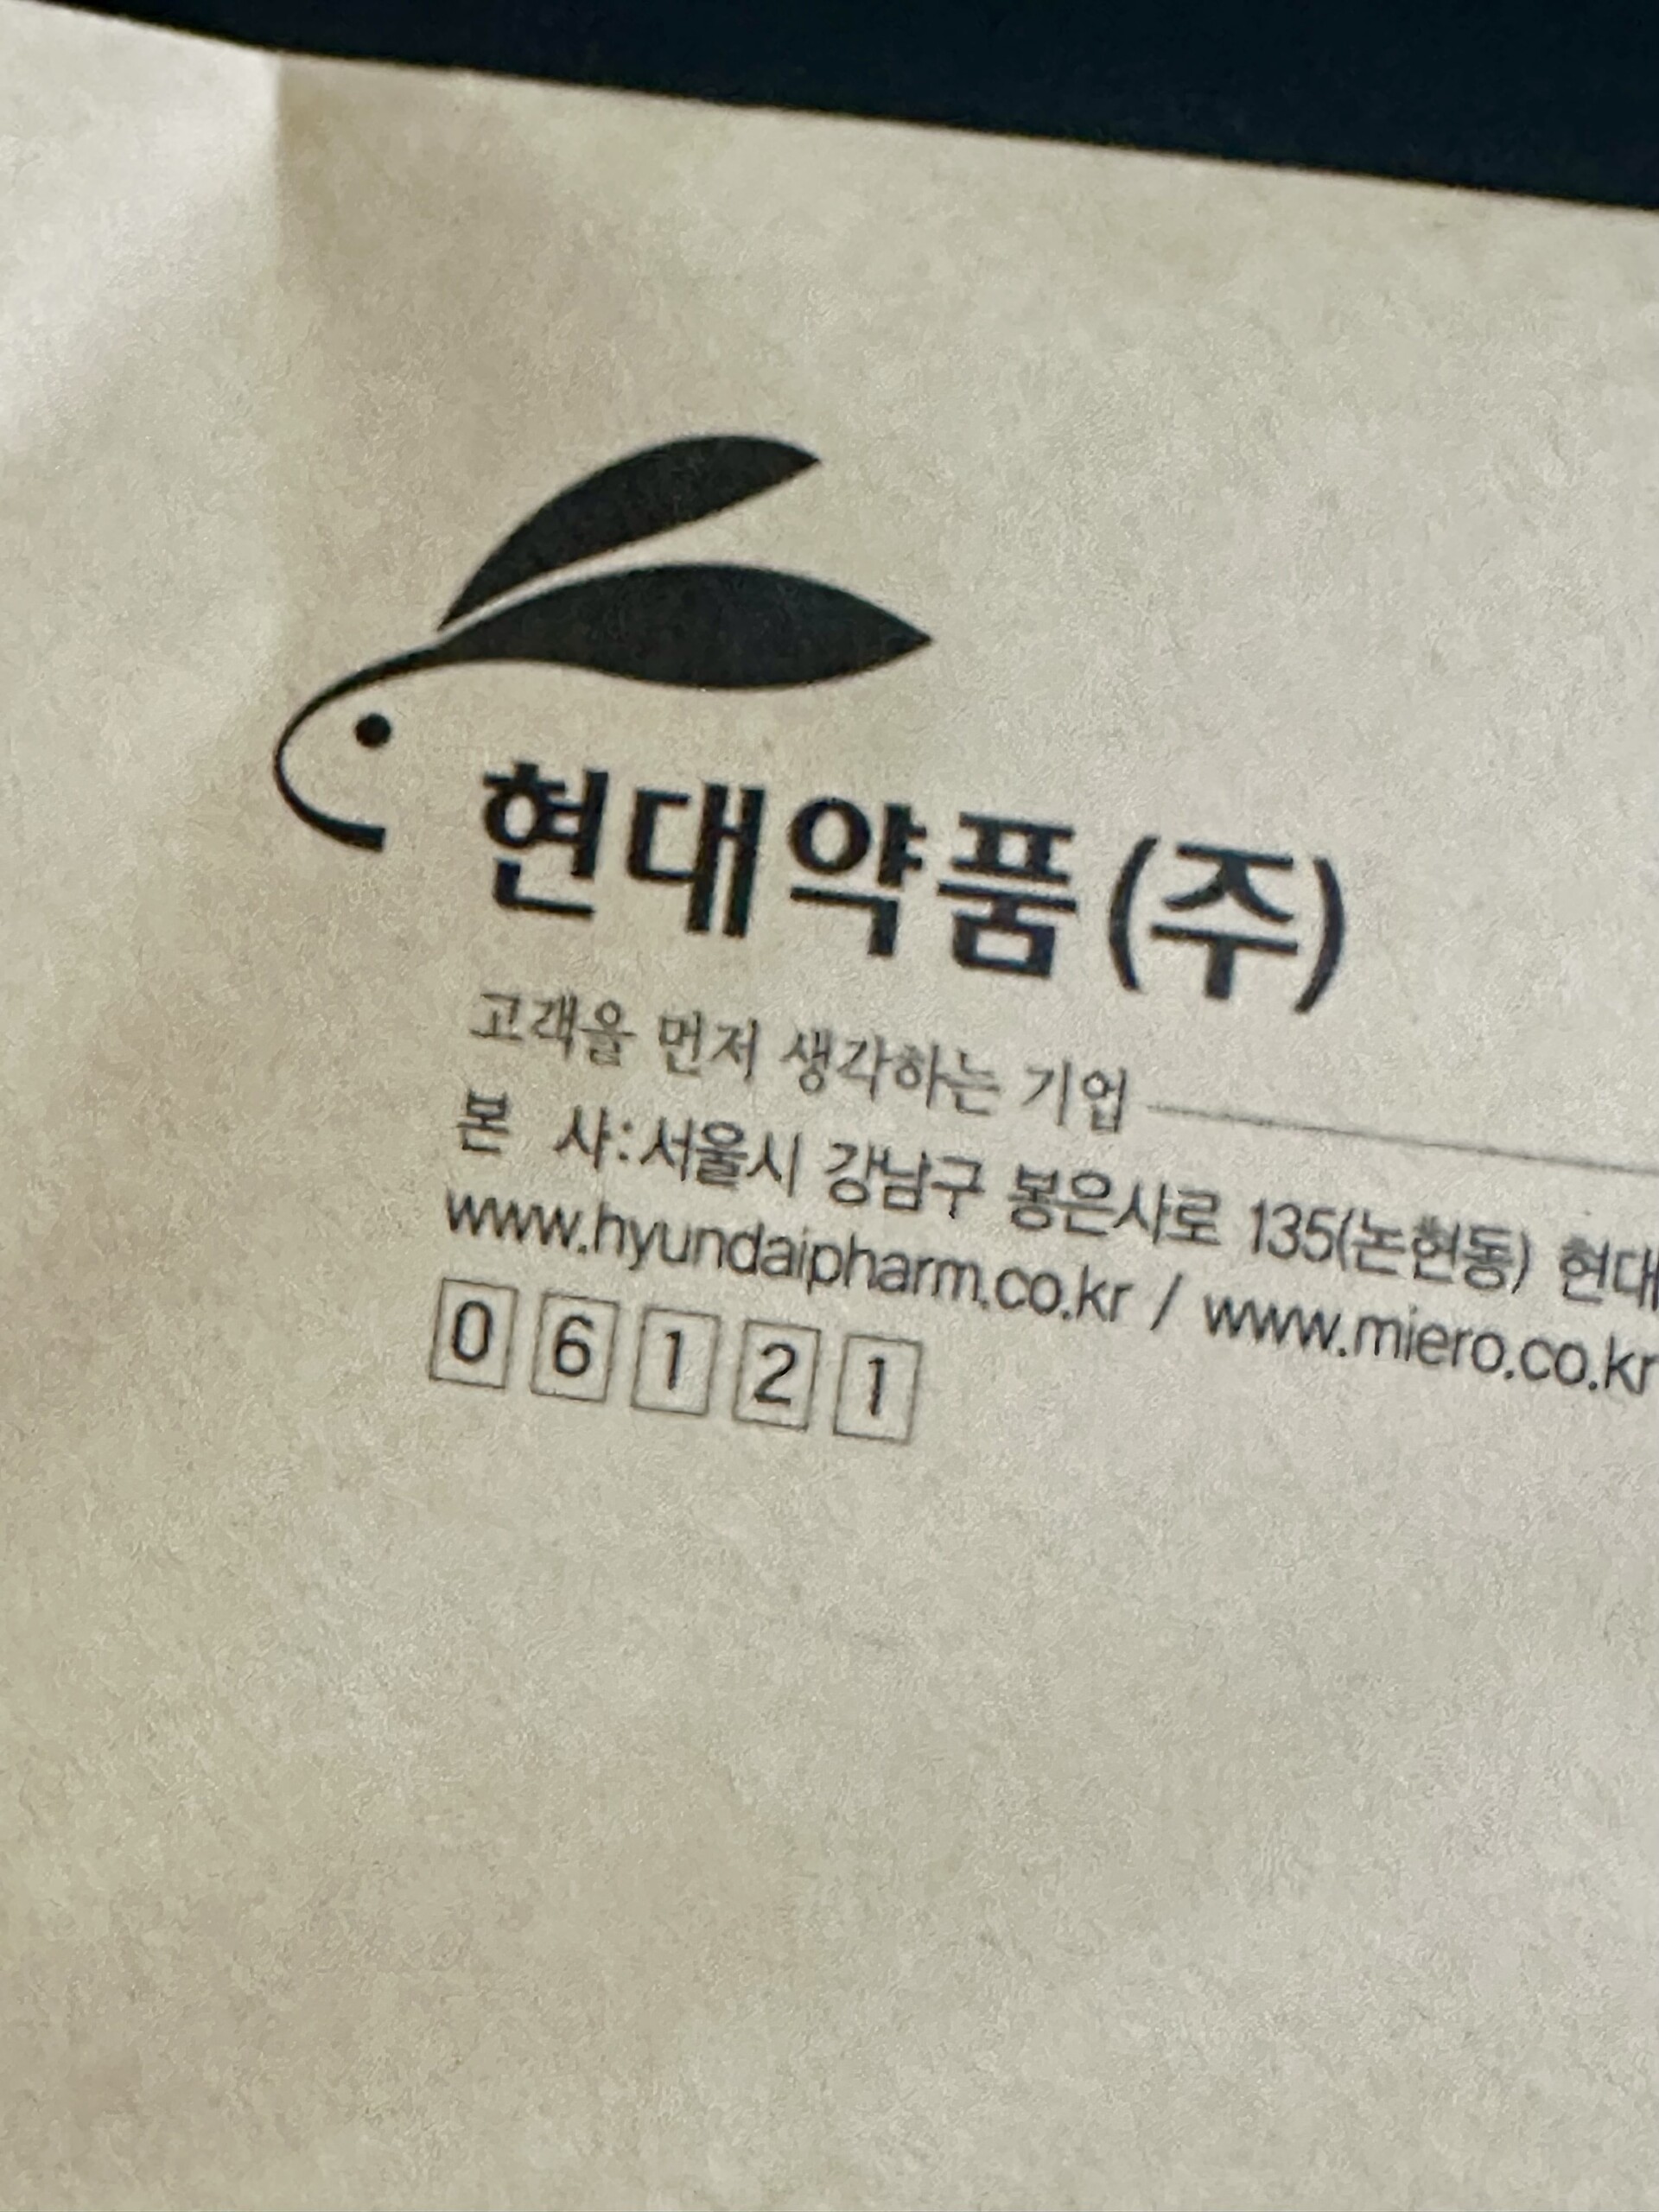 현대약품(주)
고객을 먼저 생각하는 기업
본 사:서울시 강남구 봉은사로 135(논현동) 현대
www.hyundaipharm.co.kr / www.miero.co.kr
06121